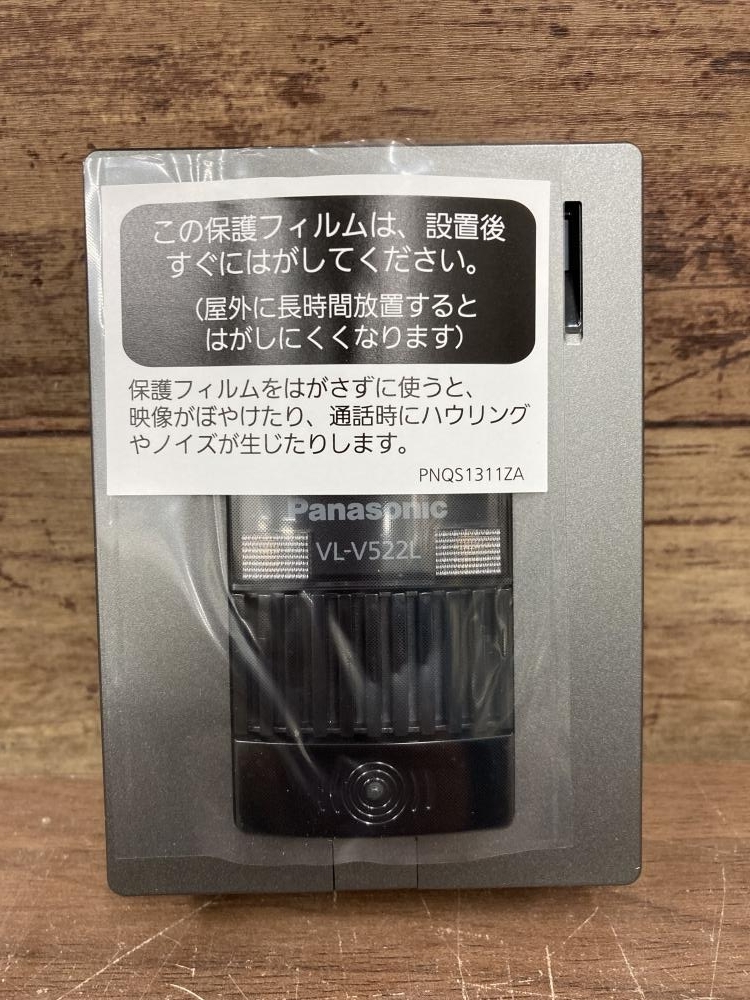 この保護フィルムは、設置後
すぐにはがしてください。
（屋外に長時間放置すると
はがしにくくなります）
保護フィルムをはがさずに使うと、
映像がぼやけたり、通話時にハウリング
やノイズが生じたりします。
PNQS1311ZA
Panasonic
VL-V522L